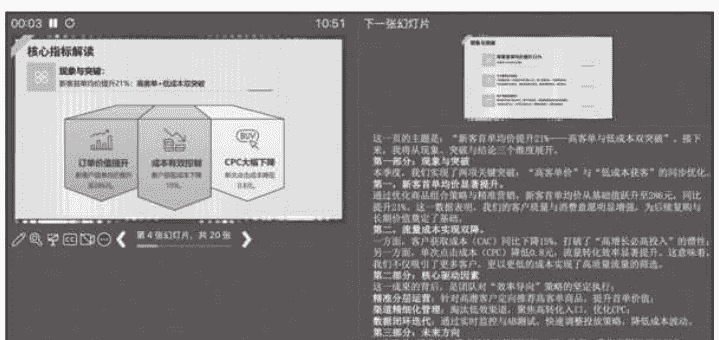 00:03
10:51
下一张幻灯片
核心指标解读
现象与突破:
新客首单均价提升21%：高客单+低成本双突破
订单价值提升
成本有效控制
BUY
CPC大幅下降
客户获取成本下降
15%。
单次点击成本降低
0.8元。
第 4 张幻灯片，共 20 张
这一页的主题是：“新客首单均价提升21%——高客单与低成本双突破”。接下
来，我将从现象、突破与结论三个维度展开。
第一部分：现象与突破
本季度，我们实现了两项关键突破：“高客单价”与“低成本获客”的同步优化。
第一，新客首单均价显著提升。
通过优化商品组合策略与精准营销，新客首单均价从基础值跃升至286元，同比
提升21%。这一数据表明，我们的客户质量与消费意愿明显增强，为后续复购与
长期价值奠定了基础。
第二，流量成本实现双降。
一方面，客户获取成本（CAC）同比下降15%，打破了“高增长必高投入”的惯性；
另一方面，单次点击成本（CPC）降低0.8元，流量转化效率显著提升。这意味着，
我们不仅吸引了更多客户，更以更低的成本实现了高质量流量的筛选。
第二部分：核心驱动因素
这一成果的背后，是团队对“效率导向”策略的坚定执行：
精准分层运营：针对高潜客户定向推荐高客单商品，提升首单价值；
渠道精细化管理：淘汰低效渠道，聚焦高转化入口，优化CPC；
数据闭环迭代：通过实时监控与AB测试，快速调整投放策略，降低成本波动。
第三部分：未来方向